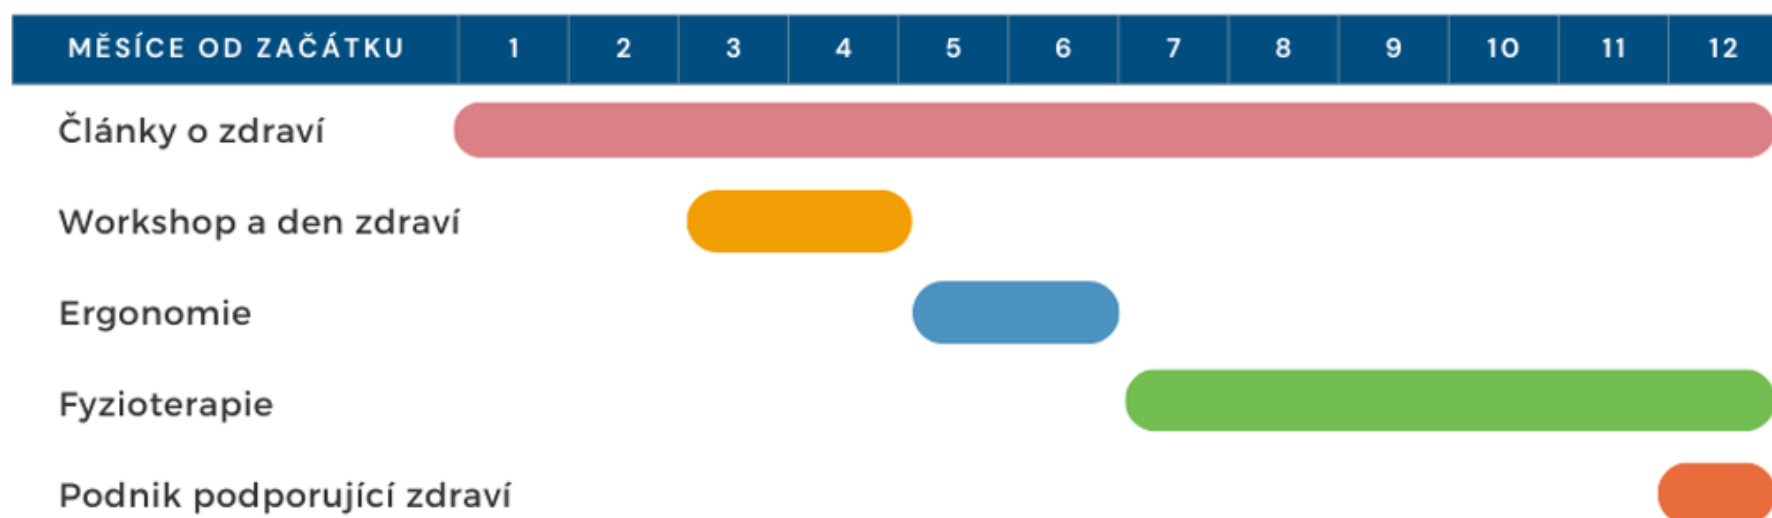 MĚSÍCE OD ZAČÁTKU 1 2 3 4 5 6 7 8 9 10 11 12
Články o zdraví
Workshop a den zdraví
Ergonomie
Fyzioterapie
Podnik podporující zdraví